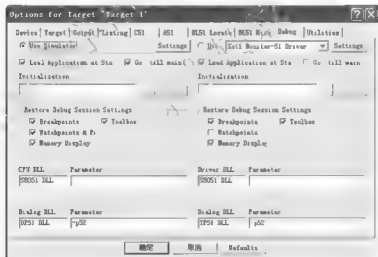 Options for Target 'Target 1'
Device Target Output Listing C51 A51 BL51 Locate BL51 Misc Debug Utilities
Use Simulator Settings Use: Keil Monitor-51 Driver Settings
Load Application at Sta Go till main( Load Application at Sta Go till main
Initialization Initialization
Restore Debug Session Settings Restore Debug Session Settings
Breakpoints Toolbox Breakpoints Toolbox
Watchpoints & P: Watchpoints
Memory Display Memory Display
CPU DLL Parameter Driver DLL Parameter
S8051 DLL S8051 DLL
Dialog DLL Parameter Dialog DLL Parameter
DP51 DLL -p52 TP51 DLL p52
确定 取消 Defaults